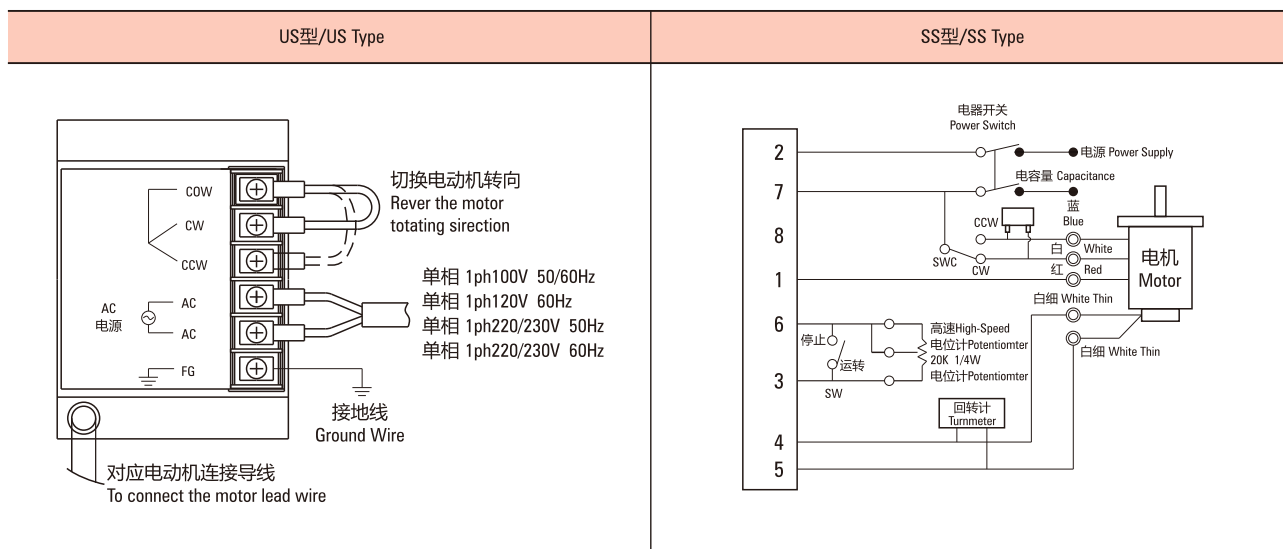 US型/US Type
COW
CW
CCW
AC
电源
AC
AC
FG
切换电动机转向
Rever the motor
totating sirection
单相 1ph100V 50/60Hz
单相 1ph120V 60Hz
单相 1ph220/230V 50Hz
单相 1ph220/230V 60Hz
接地线
Ground Wire
对应电动机连接导线
To connect the motor lead wire
SS型/SS Type
电器开关
Power Switch
2
电源 Power Supply
7
电容量 Capacitance
蓝
Blue
8
CCW
白 White
SWC
CW
1
红 Red
电机
Motor
白细 White Thin
6
停止
运转
SW
高速High-Speed
电位计Potentiomter
20K 1/4W
电位计Potentiomter
白细 White Thin
3
回转计
Turnmeter
4
5